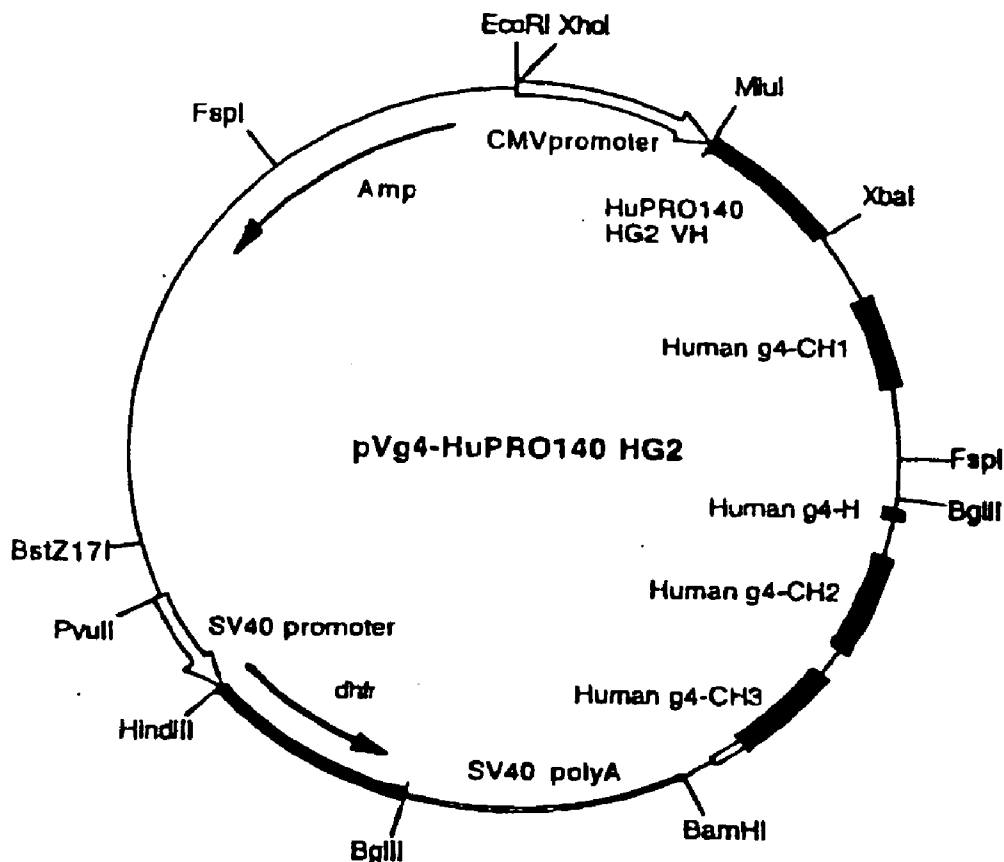 EcoRI XhoI
MluI
FspI
CMVpromoter
Amp
HuPRO140
HG2 VH
XbaI
Human g4-CH1
pVg4-HuPRO140 HG2
FspI
Human g4-H
BglII
BstZ17I
Human g4-CH2
PvuII
SV40 promoter
dhfr
Human g4-CH3
HindIII
SV40 polyA
BamHI
BglII